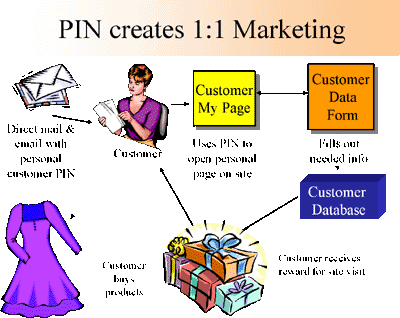 PIN creates 1:1 Marketing
Direct mail &
email with
personal
customer PIN
Customer
Customer
My Page
Uses PIN to
open personal
page on site
Customer
Data
Form
Fills out
needed info
Customer
Database
Customer
buys
products
Customer receives
reward for site visit